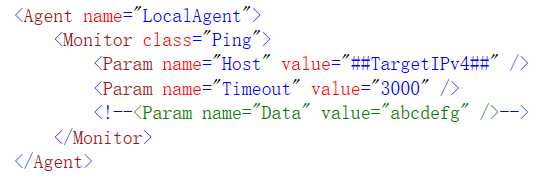 <Agent name="LocalAgent">
    <Monitor class="Ping">
        <Param name="Host" value="##TargetIPv4##" />
        <Param name="Timeout" value="3000" />
        <!--<Param name="Data" value="abcdefg" />-->
    </Monitor>
</Agent>